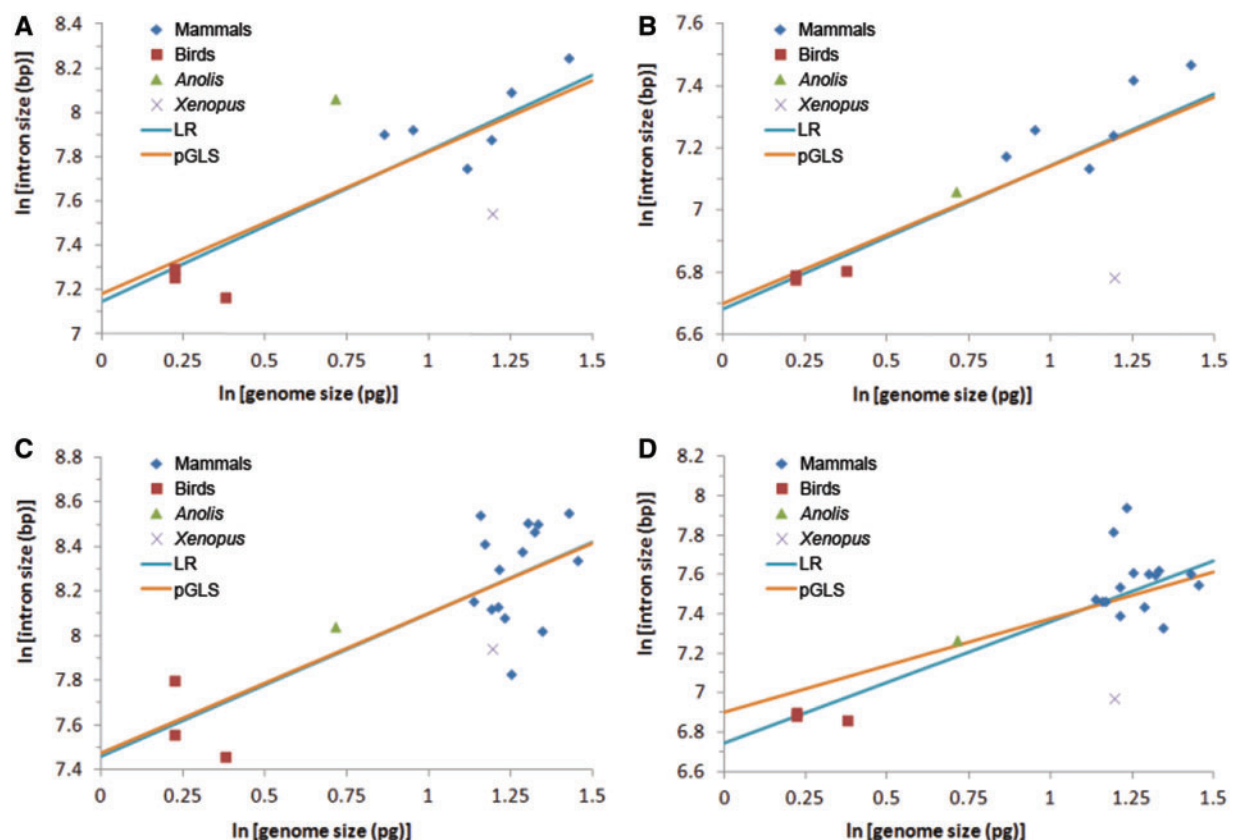 A
8.4
8.2
8
7.8
7.6
7.4
7.2
7
0
0.25
0.5
0.75
1
1.25
1.5
ln [intron size (bp)]
ln [genome size (pg)]
Mammals
Birds
Anolis
Xenopus
LR
pGLS
B
7.6
7.4
7.2
7
6.8
6.6
0
0.25
0.5
0.75
1
1.25
1.5
ln [intron size (bp)]
ln [genome size (pg)]
Mammals
Birds
Anolis
Xenopus
LR
pGLS
C
8.8
8.6
8.4
8.2
8
7.8
7.6
7.4
0
0.25
0.5
0.75
1
1.25
1.5
ln [intron size (bp)]
ln [genome size (pg)]
Mammals
Birds
Anolis
Xenopus
LR
pGLS
D
8.2
8
7.8
7.6
7.4
7.2
7
6.8
6.6
0
0.25
0.5
0.75
1
1.25
1.5
ln [intron size (bp)]
ln [genome size (pg)]
Mammals
Birds
Anolis
Xenopus
LR
pGLS